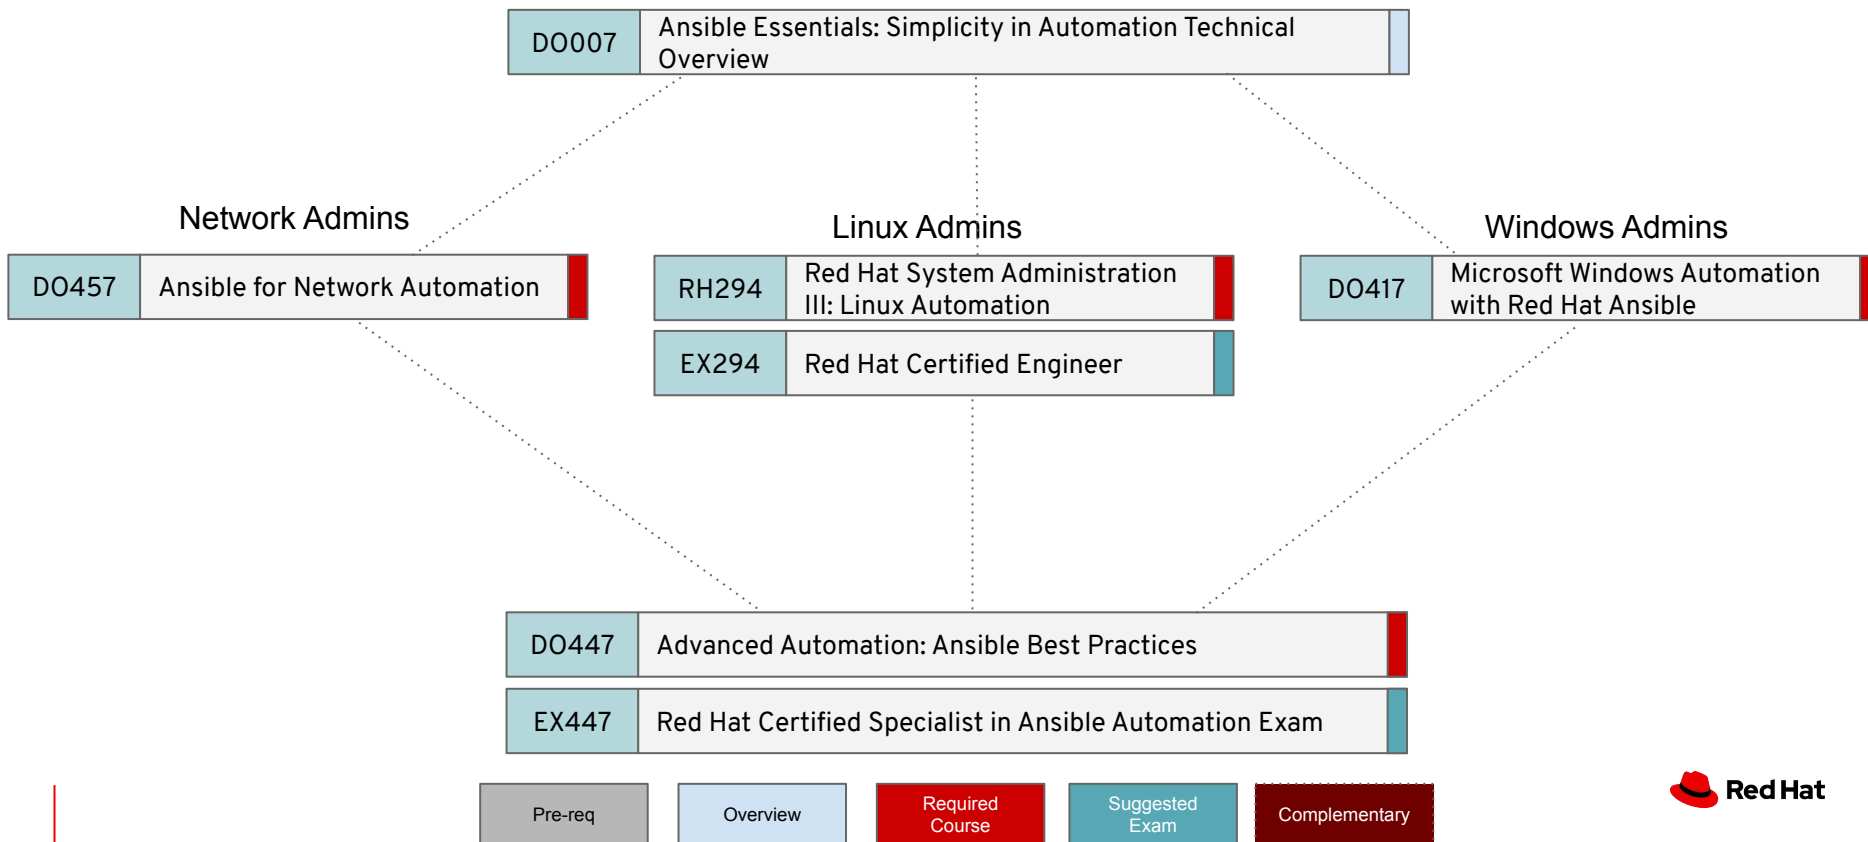 DO007
Ansible Essentials: Simplicity in Automation Technical
Overview
Network Admins
Linux Admins
Windows Admins
DO457
Ansible for Network Automation
RH294
Red Hat System Administration
III: Linux Automation
DO417
Microsoft Windows Automation
with Red Hat Ansible
EX294
Red Hat Certified Engineer
DO447
Advanced Automation: Ansible Best Practices
EX447
Red Hat Certified Specialist in Ansible Automation Exam
Pre-req
Overview
Required
Course
Suggested
Exam
Complementary
Red Hat